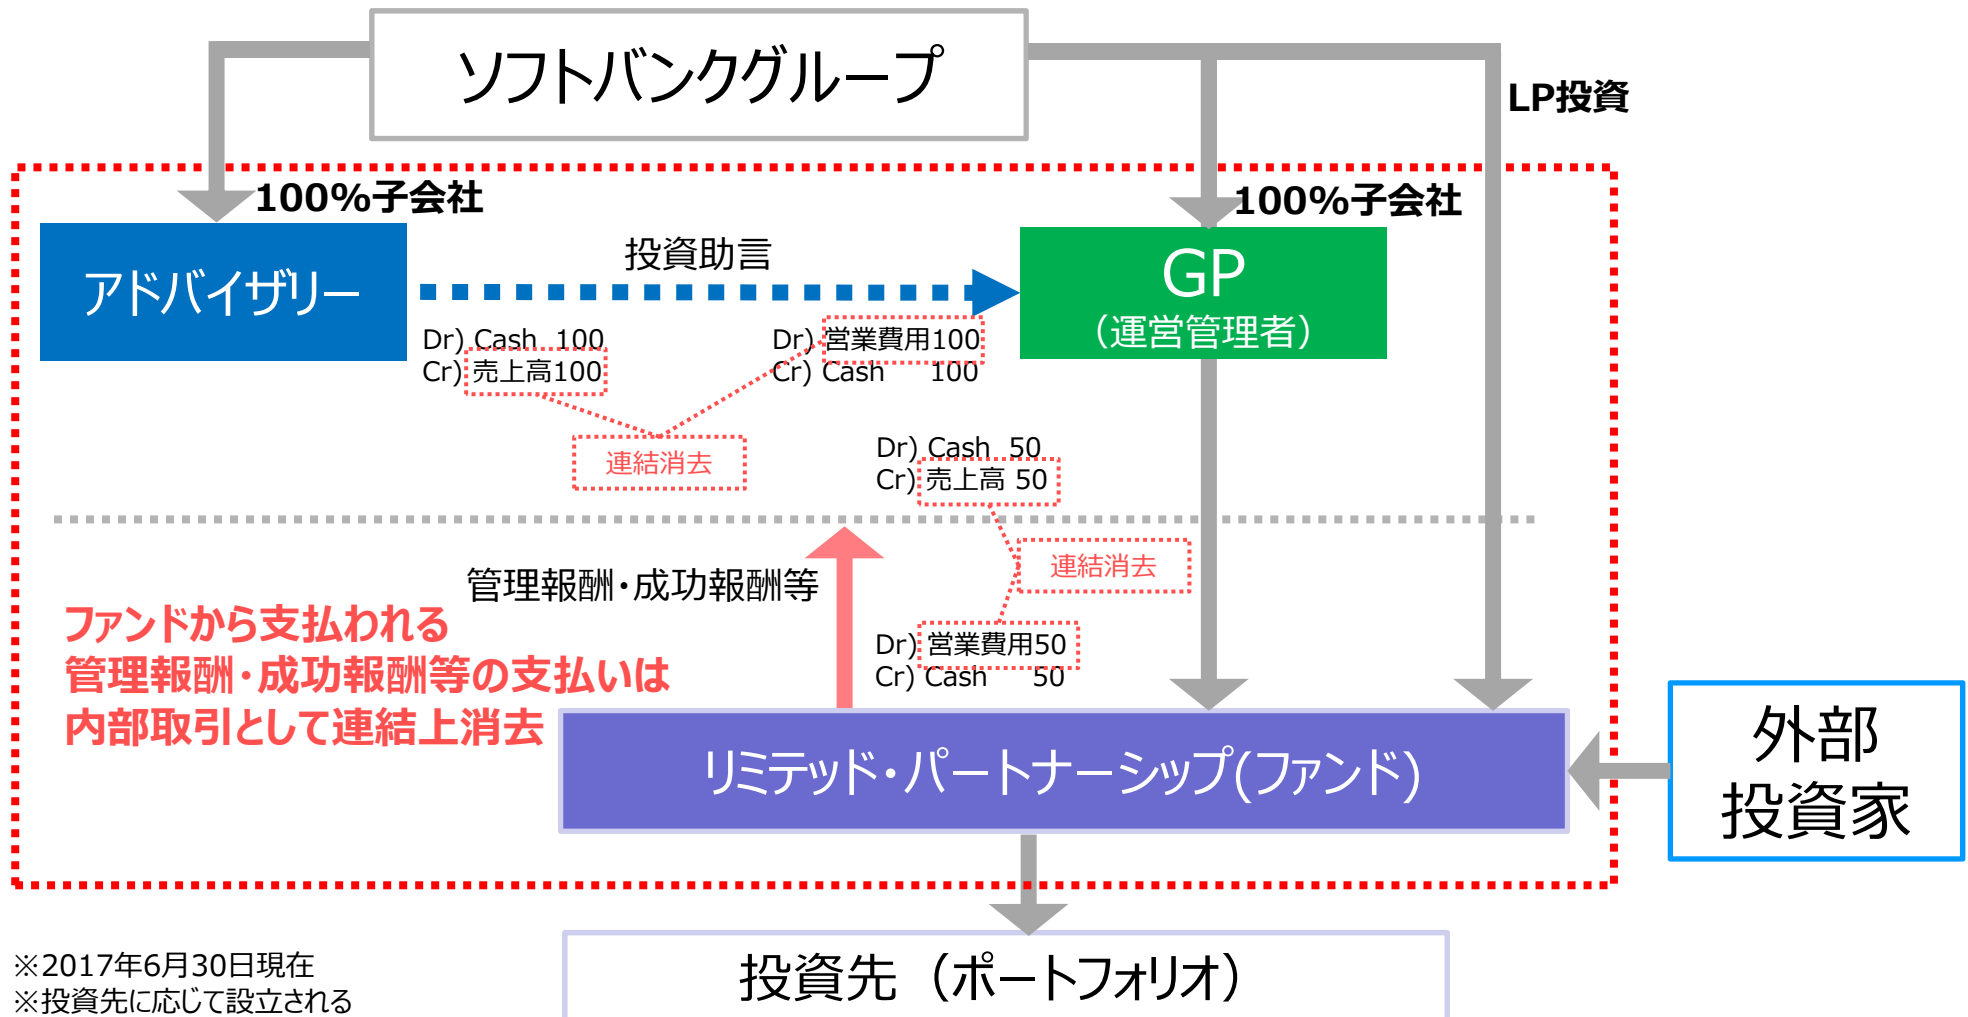 ソフトバンクグループ
LP投資
100%子会社
100%子会社
アドバイザリー
投資助言
GP
（運営管理者）
Dr) Cash 100
Cr) 売上高100
Dr) 営業費用100
Cr) Cash 100
連結消去
Dr) Cash 50
Cr) 売上高 50
連結消去
管理報酬・成功報酬等
Dr) 営業費用50
Cr) Cash 50
ファンドから支払われる
管理報酬・成功報酬等の支払いは
内部取引として連結上消去
リミテッド・パートナーシップ(ファンド)
外部
投資家
投資先（ポートフォリオ）
※2017年6月30日現在
※投資先に応じて設立される